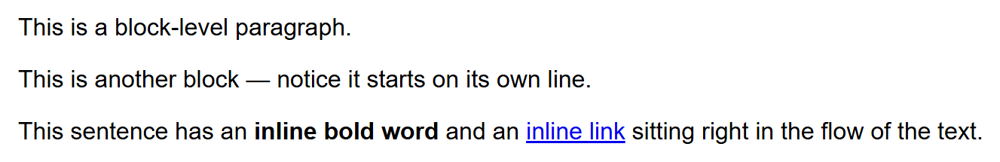 This is a block-level paragraph.
This is another block — notice it starts on its own line.
This sentence has an inline bold word and an inline link sitting right in the flow of the text.